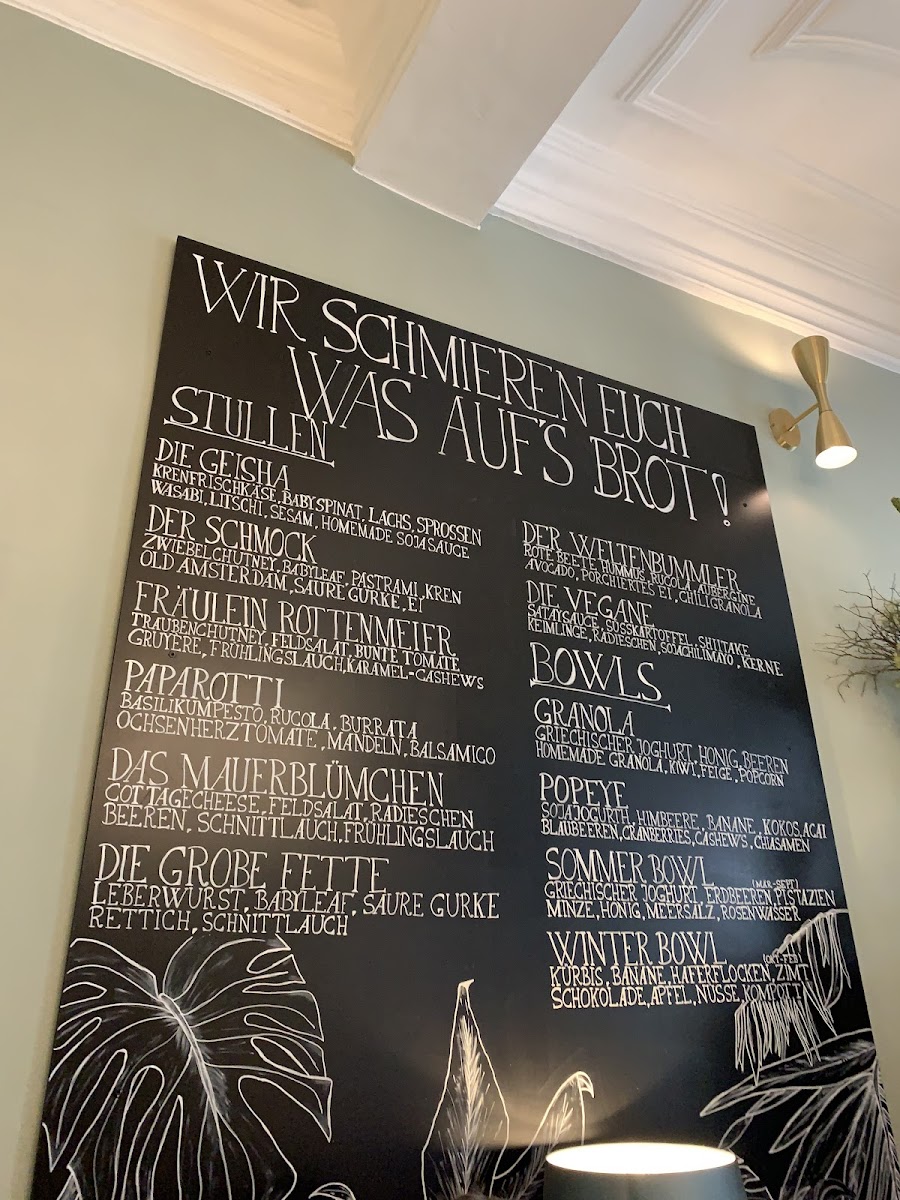 WIR SCHMIEREN EUCH
WAS AUF'S BROT!
STULLEN
DIE GEISHA
KRENFRISCHKÄSE, BABYSPINAT, LACHS, SPROSSEN
WASABI, LITSCHI, SESAM, HOMEMADE SOJASAUCE
DER SCHMOCK
ZWIEBELCHUTNEY, BABYLEAF, PASTRAMI, KREN
OLD AMSTERDAM, SAURE GURKE, EI
FRÄULEIN ROTTENMEIER
TRAUBENCHUTNEY, FELDSALAT, BUNTE TOMATE
GRUYERE, FRÜHLINGSLAUCH, KARAMEL-CASHEWS
PAPAROTTI
BASILIKUMPESTO, RUCOLA, BURRATA
OCHSENHERZTOMATE, MANDELN, BALSAMICO
DAS MAUERBLÜMCHEN
COTTAGECHEESE, FELDSALAT, RADIESCHEN
BEEREN, SCHNITTLAUCH, FRÜHLINGSLAUCH
DIE GROBE FETTE
LEBERWURST, BABYLEAF, SAURE GURKE
RETTICH, SCHNITTLAUCH
DER WELTENBUMMLER
ROTE BEETE HUMMUS, RUCOLA, AUBERGINE
AVOCADO, PORCHIERTES EI, CHILIGRANOLA
DIE VEGANE
SATAYSAUCE, SÜSSKARTOFFEL, SHIITAKE
KEIMLINGE, RADIESCHEN, SOJACHILIMAYO, KERNE
BOWLS
GRANOLA
GRIECHISCHER JOGHURT, HONIG, BEEREN
HOMEMADE GRANOLA, KIWI, FEIGE, POPCORN
POPEYE
SOJAJOGURTH, HIMBEERE, BANANE, KOKOS, ACAI
BLAUBEEREN, CRANBERRIES, CASHEWS, CHIASAMEN
SOMMER BOWL (MAR-SEPT)
GRIECHISCHER JOGHURT, ERDBEEREN, PISTAZIEN
MINZE, HONIG, MEERSALZ, ROSENWASSER
WINTER BOWL (OKT-FEB)
KÜRBIS, BANANE, HAFERFLOCKEN, ZIMT
SCHOKOLADE, APFEL, NÜSSE, KOMPOTT